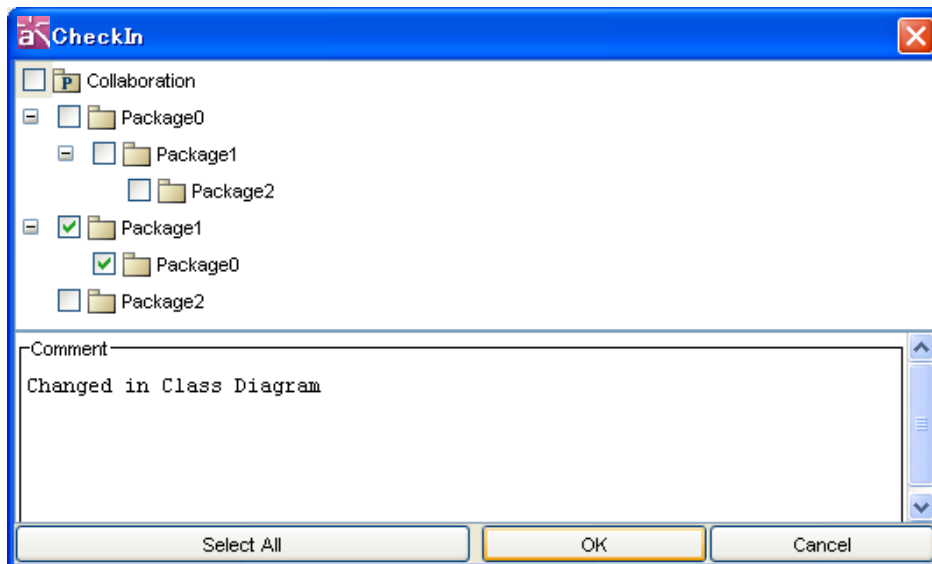 CheckIn
Collaboration
Package0
Package1
Package2
Package1
Package0
Package2
Comment
Changed in Class Diagram
Select All OK Cancel